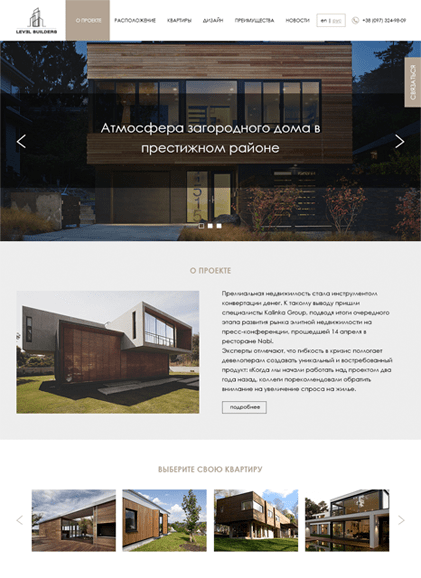 LEVEL BUILDERS
О ПРОЕКТЕ РАСПОЛОЖЕНИЕ КВАРТИРЫ ДИЗАЙН ПРЕИМУЩЕСТВА НОВОСТИ en | рус +38 (097) 324-98-09
СВЯЗАТЬСЯ
Атмосфера загородного дома в
престижном районе
О ПРОЕКТЕ
Премиальная недвижимость стала инструментом
конвертации денег. К такому выводу пришли
специалисты Kalinka Group, подводя итоги очередного
этапа развития рынка элитной недвижимости на
пресс-конференции, прошедшей 14 апреля в
ресторане Nabi.
Эксперты отмечают, что гибкость в кризис помогает
девелоперам создавать уникальный и востребованный
продукт: «Когда мы начали работать над проектом два
года назад, коллеги порекомендовали обратить
внимание на увеличение спроса на жилье.
подробнее
ВЫБЕРИТЕ СВОЮ КВАРТИРУ